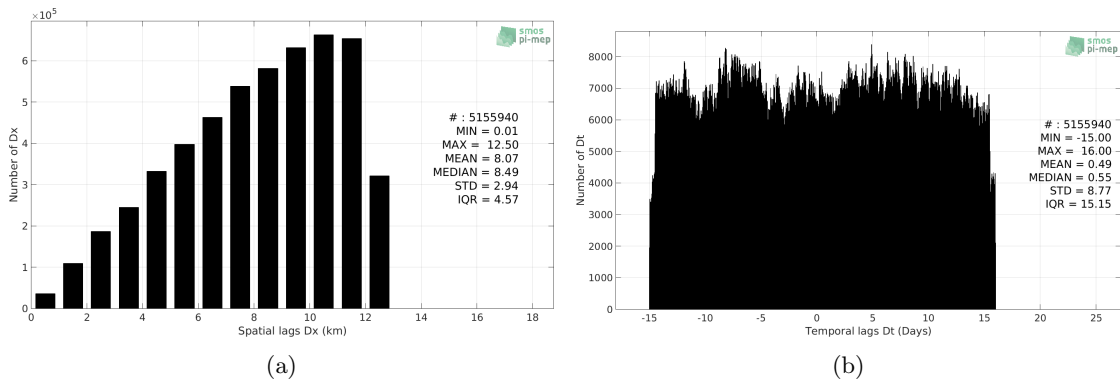 ×10⁵
6
5
4
3
2
1
0
Number of Dx
0 2 4 6 8 10 12 14 16 18
Spatial lags Dx (km)
smos
pi-mep
# : 5155940
MIN = 0.01
MAX = 12.50
MEAN = 8.07
MEDIAN = 8.49
STD = 2.94
IQR = 4.57
(a)
8000
7000
6000
5000
4000
3000
2000
1000
0
Number of Dt
-15 -10 -5 0 5 10 15 20 25
Temporal lags Dt (Days)
smos
pi-mep
# : 5155940
MIN = -15.00
MAX = 16.00
MEAN = 0.49
MEDIAN = 0.55
STD = 8.77
IQR = 15.15
(b)